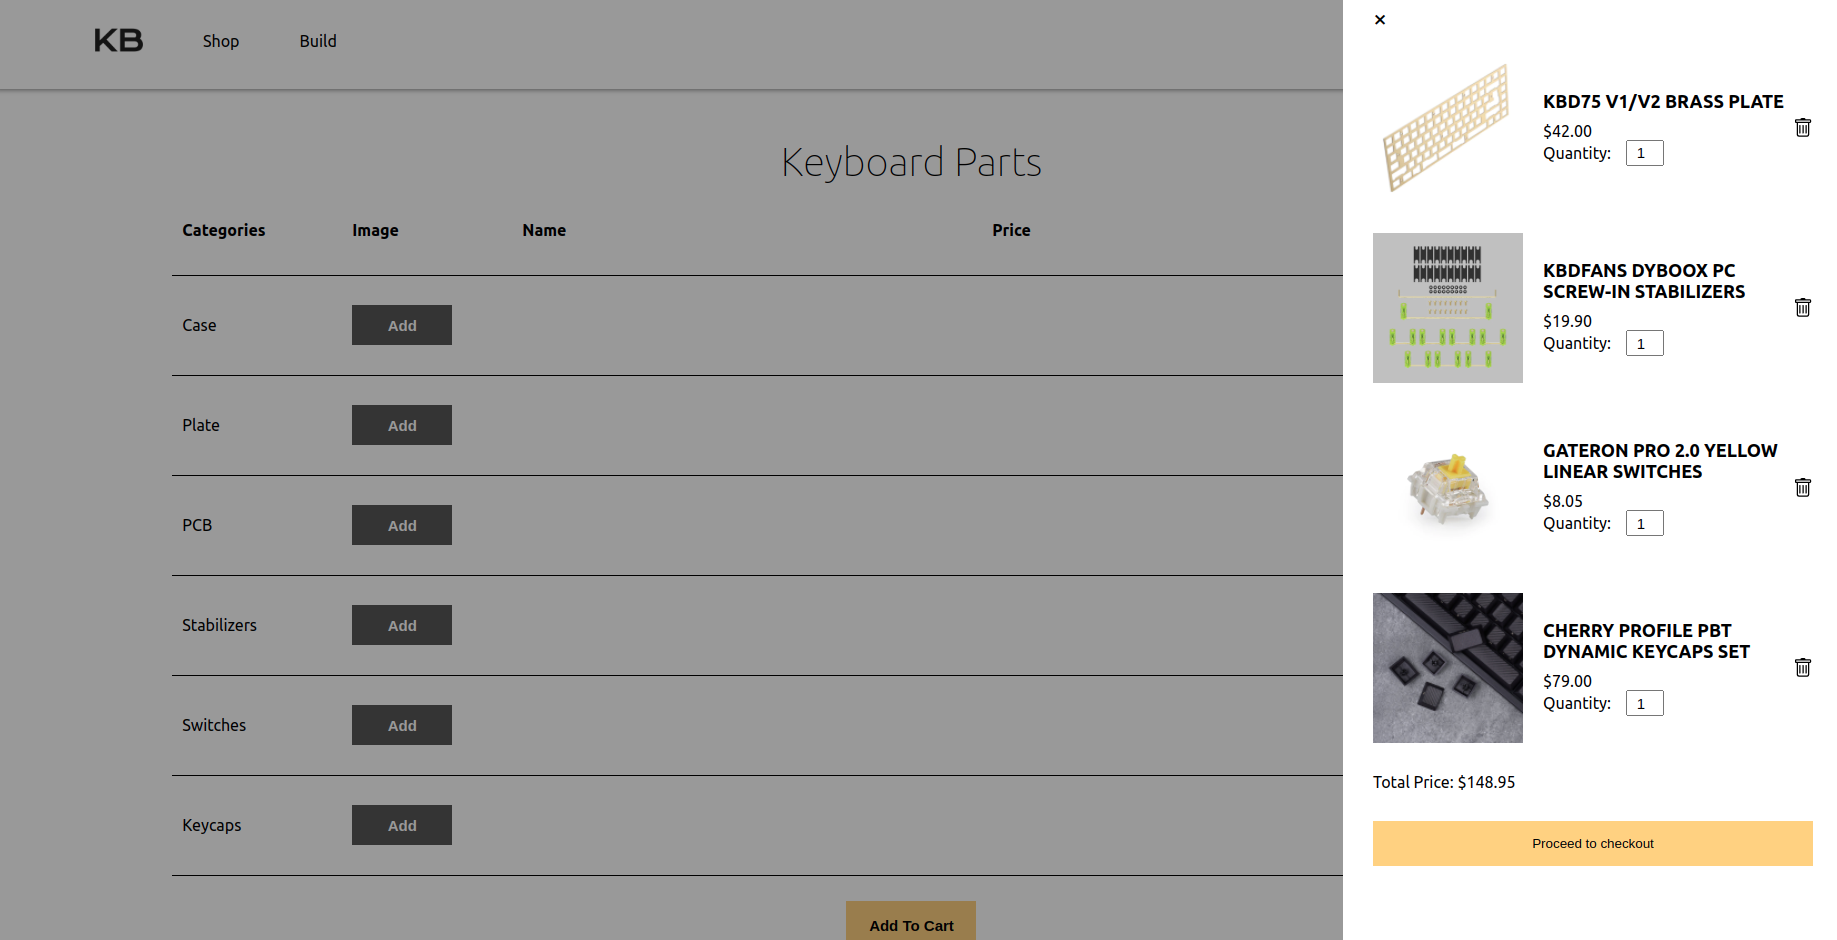 KB
Shop
Build
Keyboard Parts
Categories
Image
Name
Price
Case
Add
Plate
Add
PCB
Add
Stabilizers
Add
Switches
Add
Keycaps
Add
Add To Cart
×
KBD75 V1/V2 BRASS PLATE
$42.00
Quantity: 1
KBDFANS DYBOOX PC
SCREW-IN STABILIZERS
$19.90
Quantity: 1
GATERON PRO 2.0 YELLOW
LINEAR SWITCHES
$8.05
Quantity: 1
CHERRY PROFILE PBT
DYNAMIC KEYCAPS SET
$79.00
Quantity: 1
Total Price: $148.95
Proceed to checkout